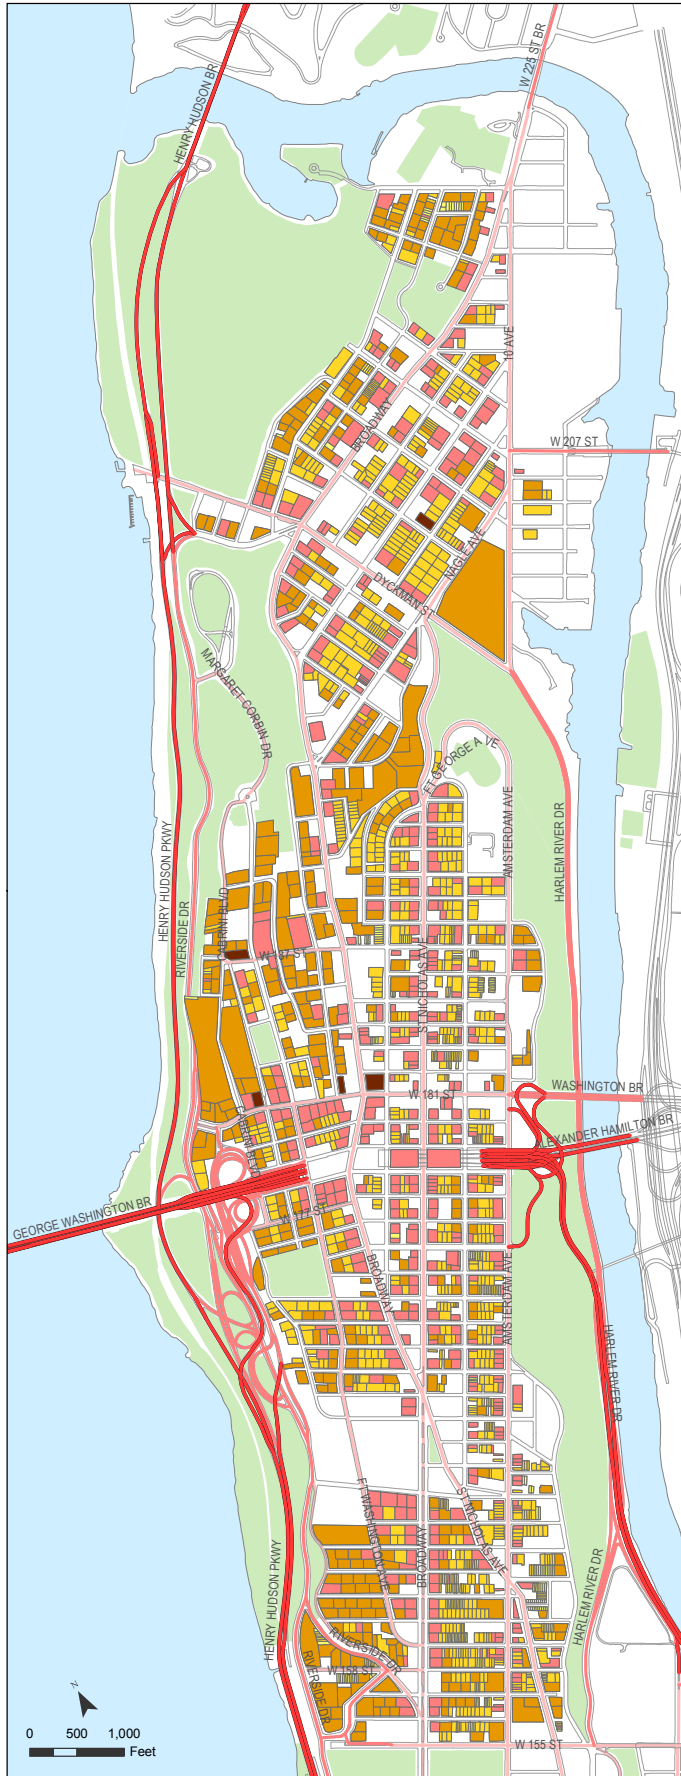 W 225 ST BR
HENRY HUDSON BR
10 AVE
BROADWAY
W 207 ST
NAGLE AVE
DYCKMAN ST
MARGARET CORBIN DR
FT GEORGE AVE
AMSTERDAM AVE
HARLEM RIVER DR
HENRY HUDSON PKWY
RIVERSIDE DR
CABRINI BLVD
W 187 ST
ST NICHOLAS AVE
WASHINGTON BR
W 181 ST
CABRINI BLVD
ALEXANDER HAMILTON BR
GEORGE WASHINGTON BR
W 177 ST
BROADWAY
AMSTERDAM AVE
HARLEM RIVER DR
FT WASHINGTON AVE
ST NICHOLAS AVE
BROADWAY
HENRY HUDSON PKWY
HARLEM RIVER DR
RIVERSIDE DR
W 158 ST
RIVERSIDE DR
N
0 500 1,000
Feet
W 155 ST